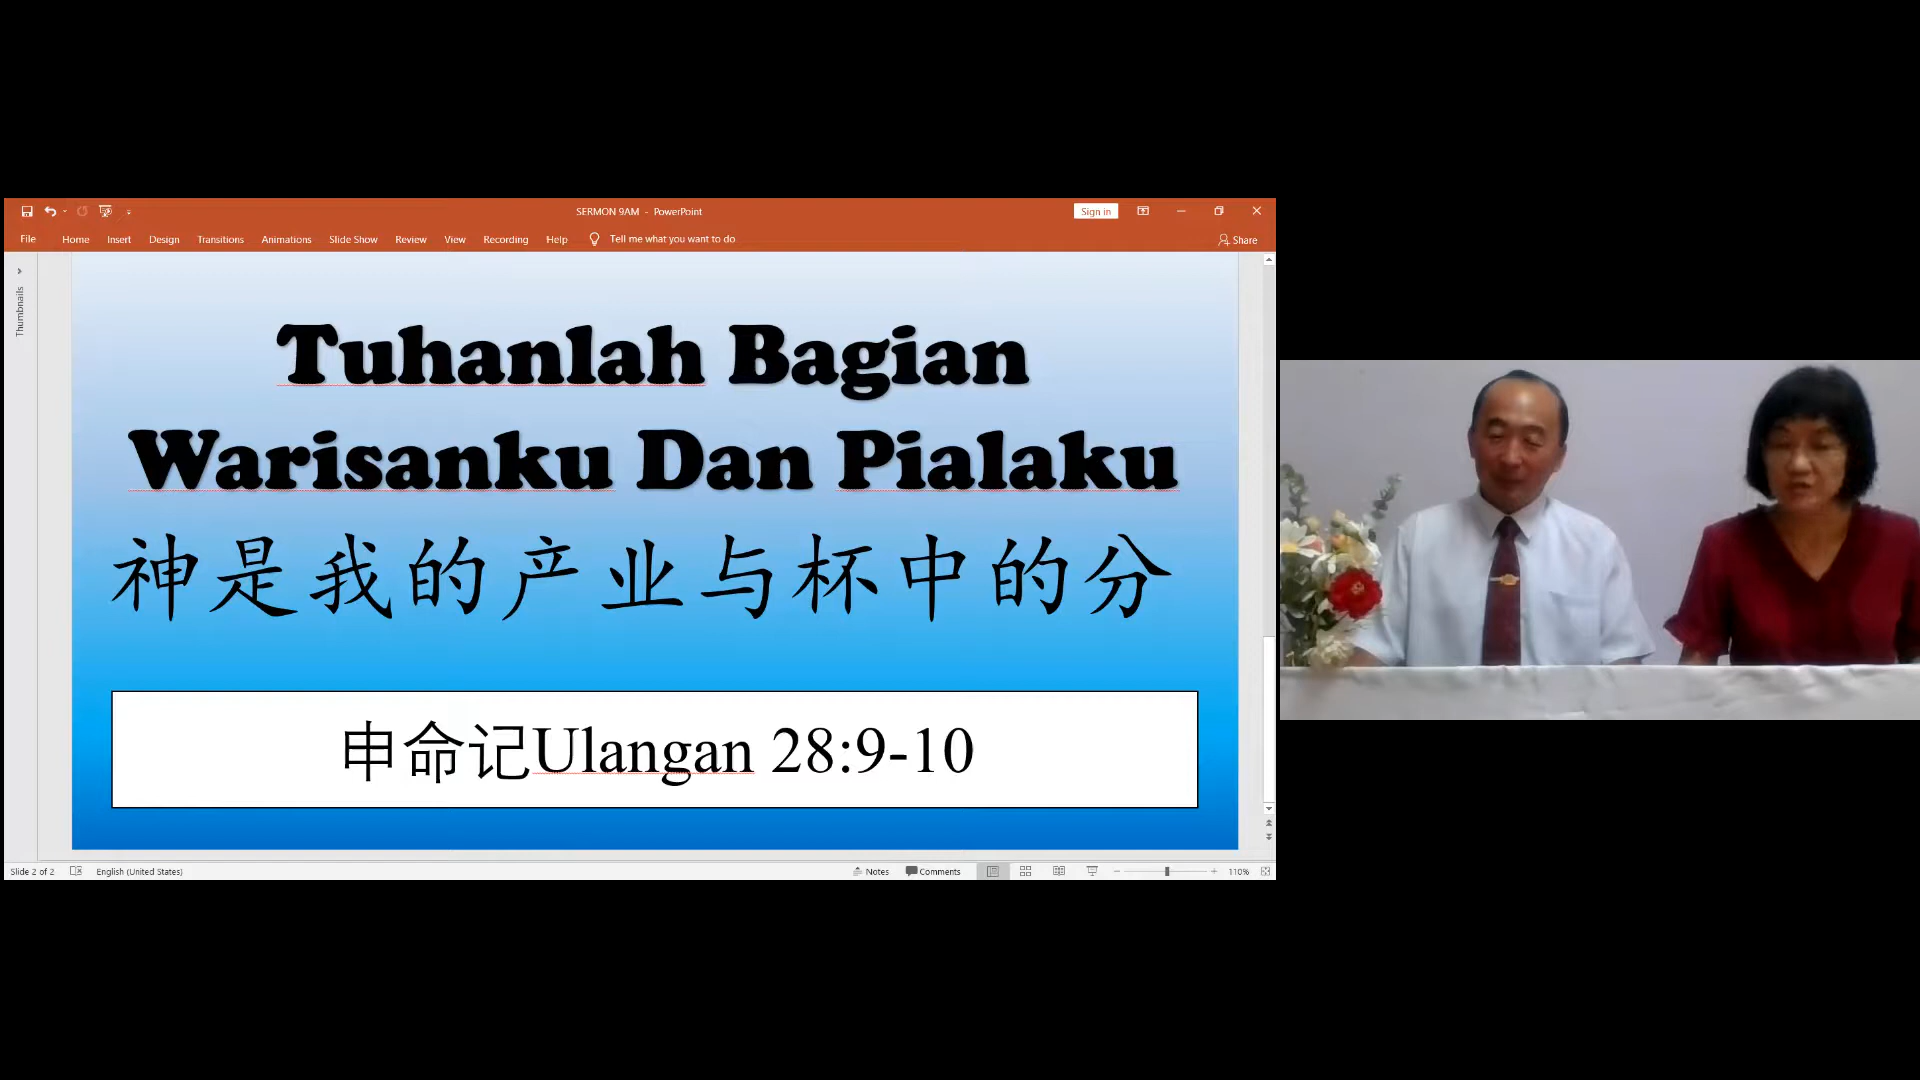 SERMON 9AM - PowerPoint
Sign in
File Home Insert Design Transitions Animations Slide Show Review View Recording Help Tell me what you want to do Share
Thumbnails
Tuhanlah Bagian
Warisanku Dan Pialaku
神是我的产业与杯中的分
申命记Ulangan 28:9-10
Slide 2 of 2 English (United States) Notes Comments 110%